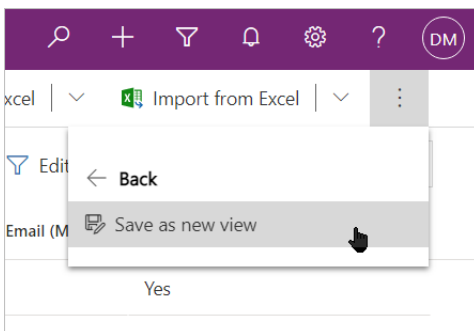 DM
xcel
Import from Excel
Edit
Back
Save as new view
Email (M
Yes